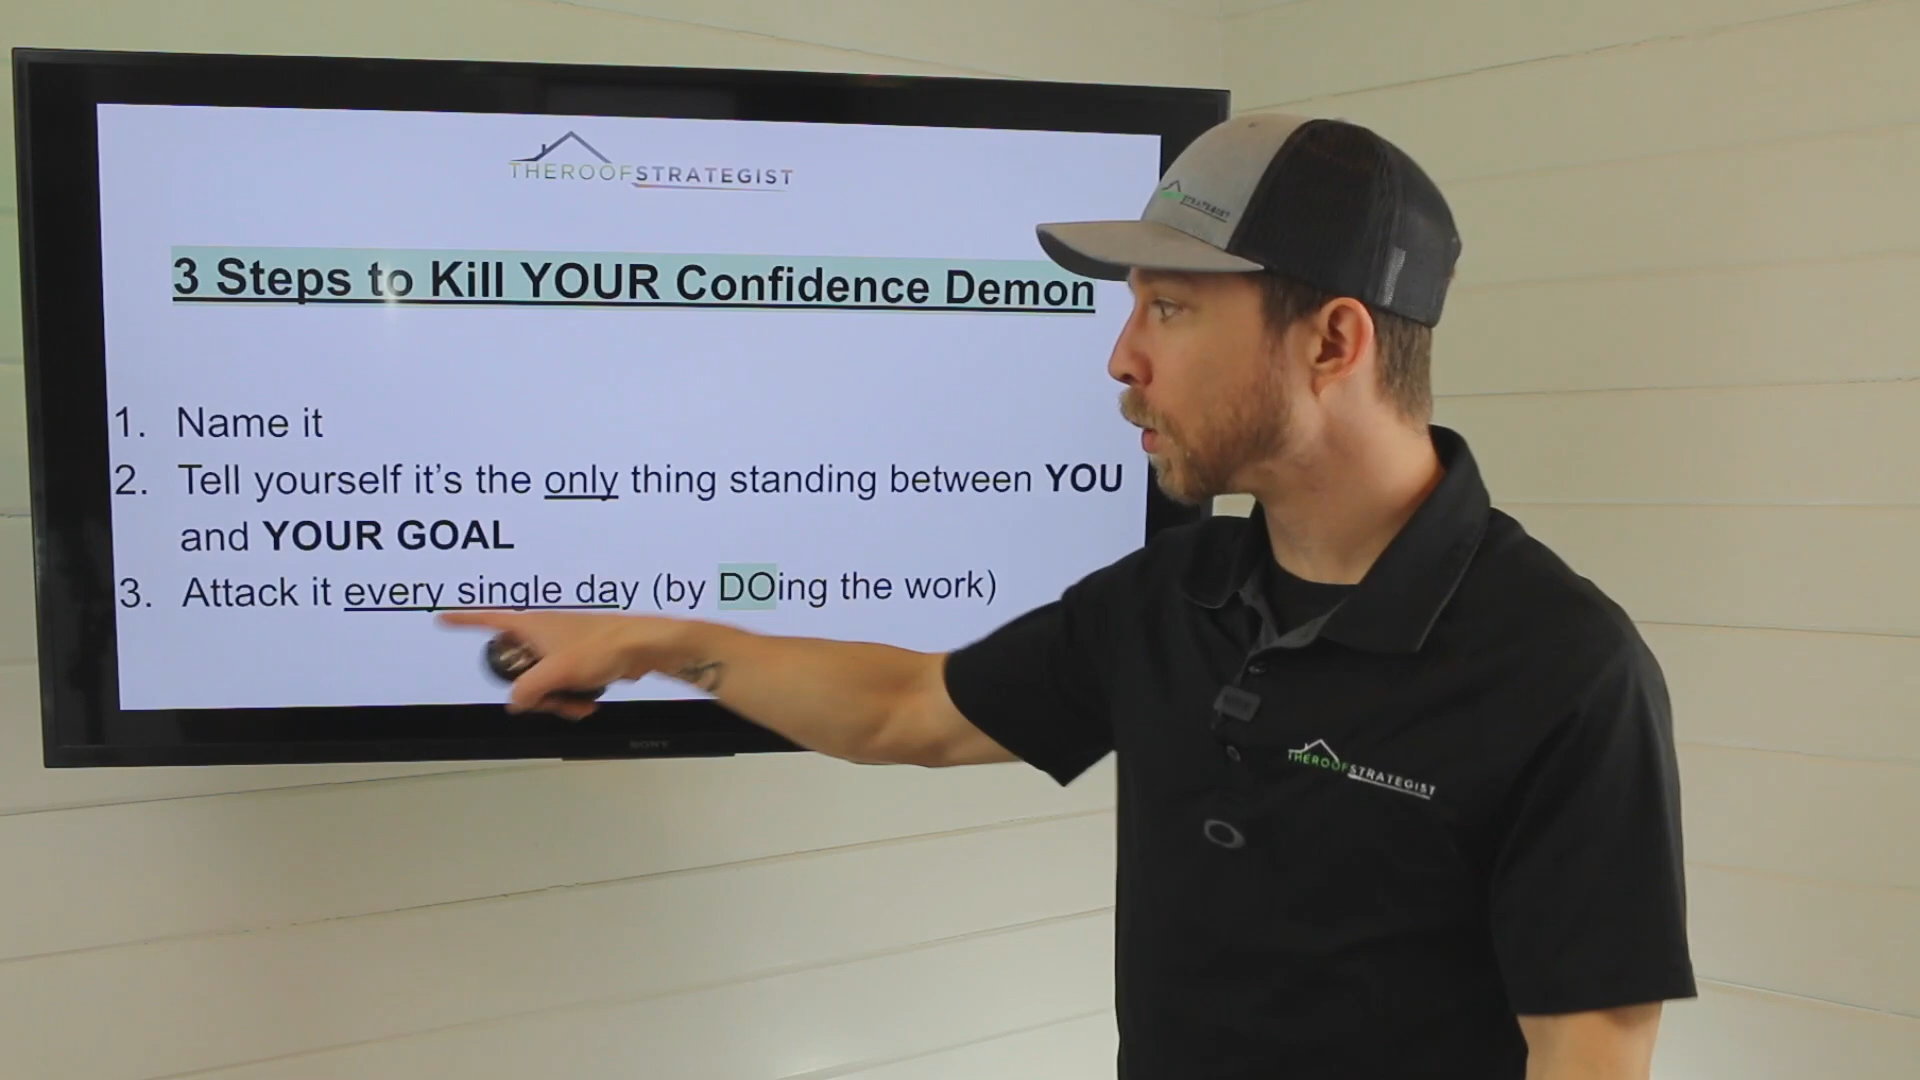 THEROOFSTRATEGIST
3 Steps to Kill YOUR Confidence Demon
1. Name it
2. Tell yourself it's the only thing standing between YOU
and YOUR GOAL
3. Attack it every single day (by DOing the work)
SONY
STRATEGIST
THEROOFSTRATEGIST